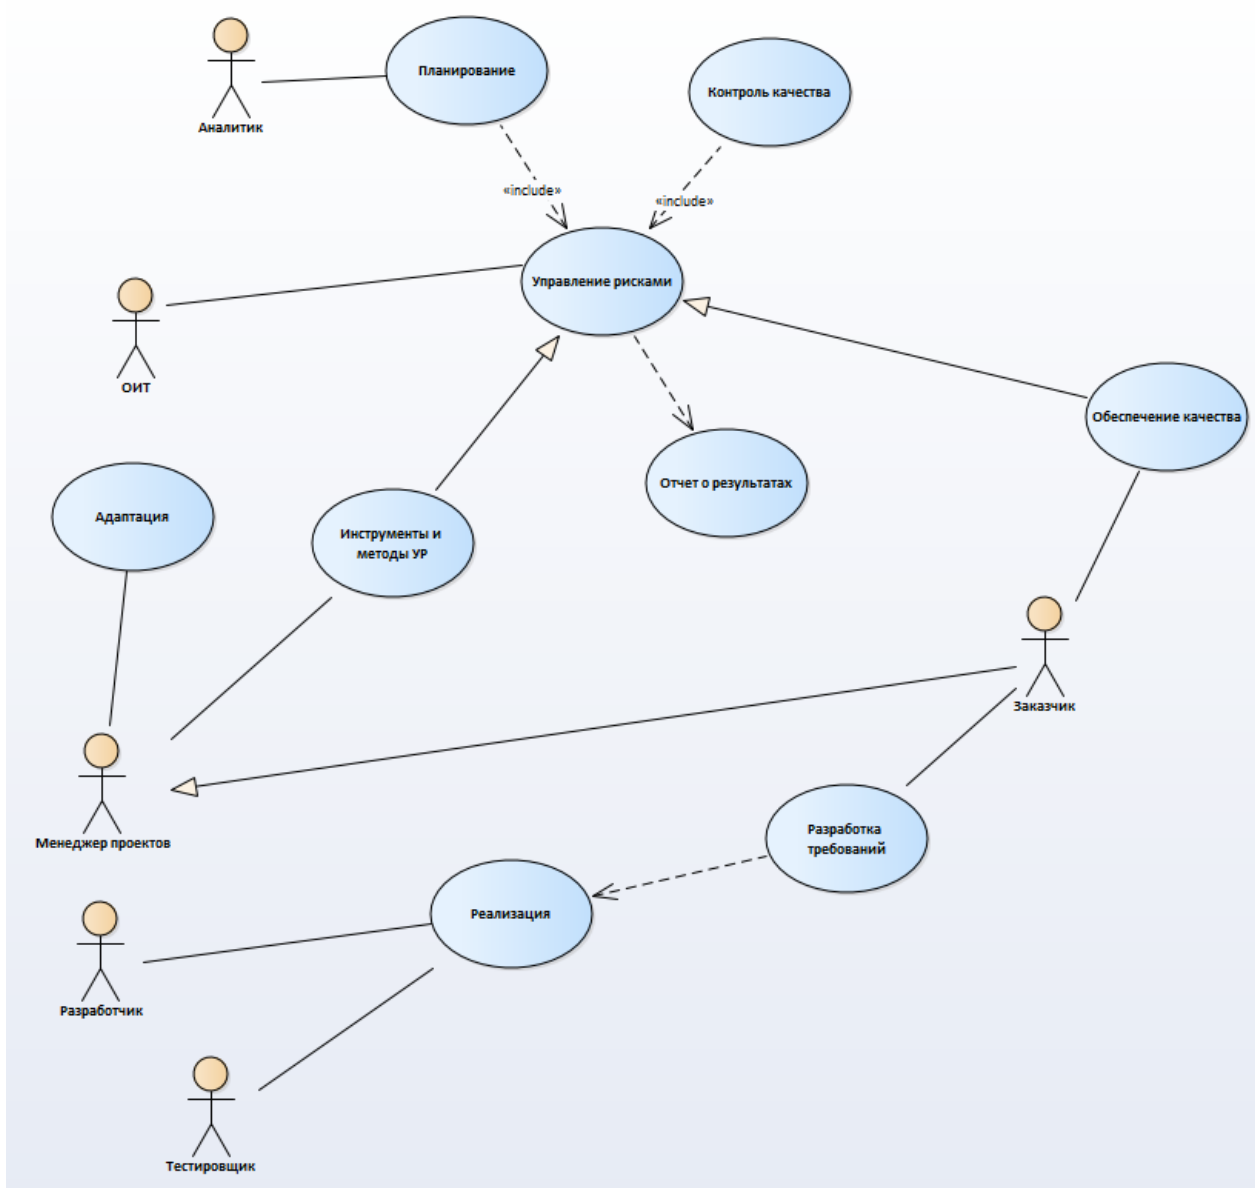 Планирование
Контроль качества
Аналитик
«include»
«include»
Управление рисками
ОИТ
Обеспечение качества
Отчет о результатах
Адаптация
Инструменты и
методы УР
Заказчик
Менеджер проектов
Разработка
требований
Реализация
Разработчик
Тестировщик